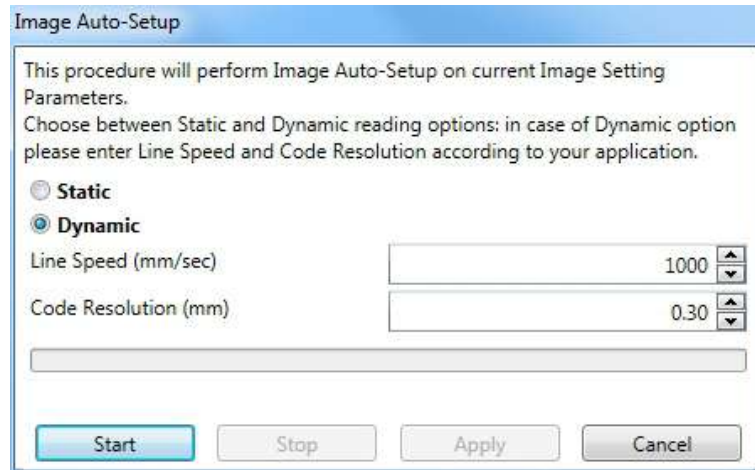 Image Auto-Setup
This procedure will perform Image Auto-Setup on current Image Setting
Parameters.
Choose between Static and Dynamic reading options: in case of Dynamic option
please enter Line Speed and Code Resolution according to your application.
Static
Dynamic
Line Speed (mm/sec) 1000
Code Resolution (mm) 0.30
Start Stop Apply Cancel